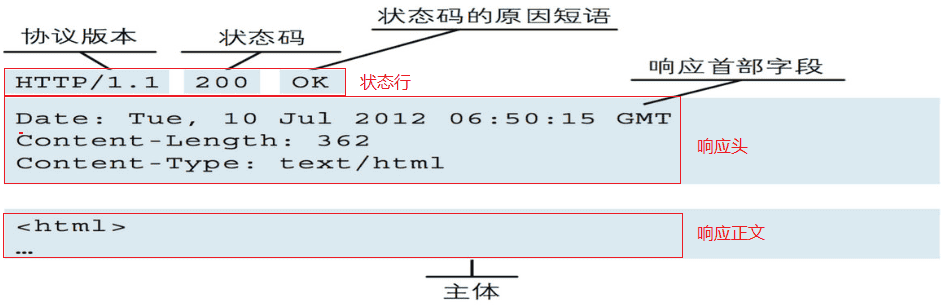 状态码的原因短语
协议版本 状态码
响应首部字段
HTTP/1.1 200 OK 状态行
Date: Tue, 10 Jul 2012 06:50:15 GMT
Content-Length: 362
响应头
Content-Type: text/html
<html>
响应正文
…
主体